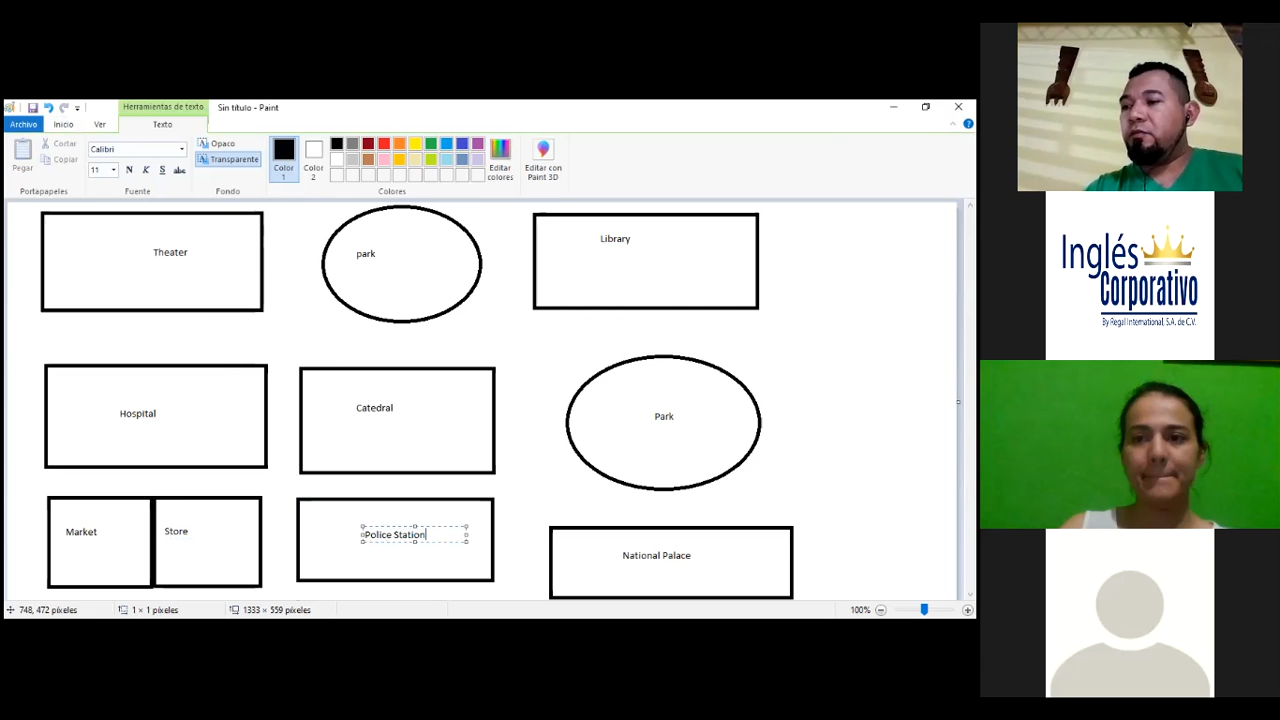 Herramientas de texto
Sin título - Paint
Archivo
Inicio
Ver
Texto
Pegar
Cortar
Copiar
Portapapeles
Calibri
11
N K S abc
Fuente
Opaco
Transparente
Fondo
Color 1
Color 2
Editar colores
Editar con Paint 3D
Colores
Theater
park
Library
Hospital
Catedral
Park
Market
Store
Police Station
National Palace
748, 472 píxeles
1 × 1 píxeles
1333 × 559 píxeles
100%
Inglés
Corporativo
By Regal International, S.A. de C.V.